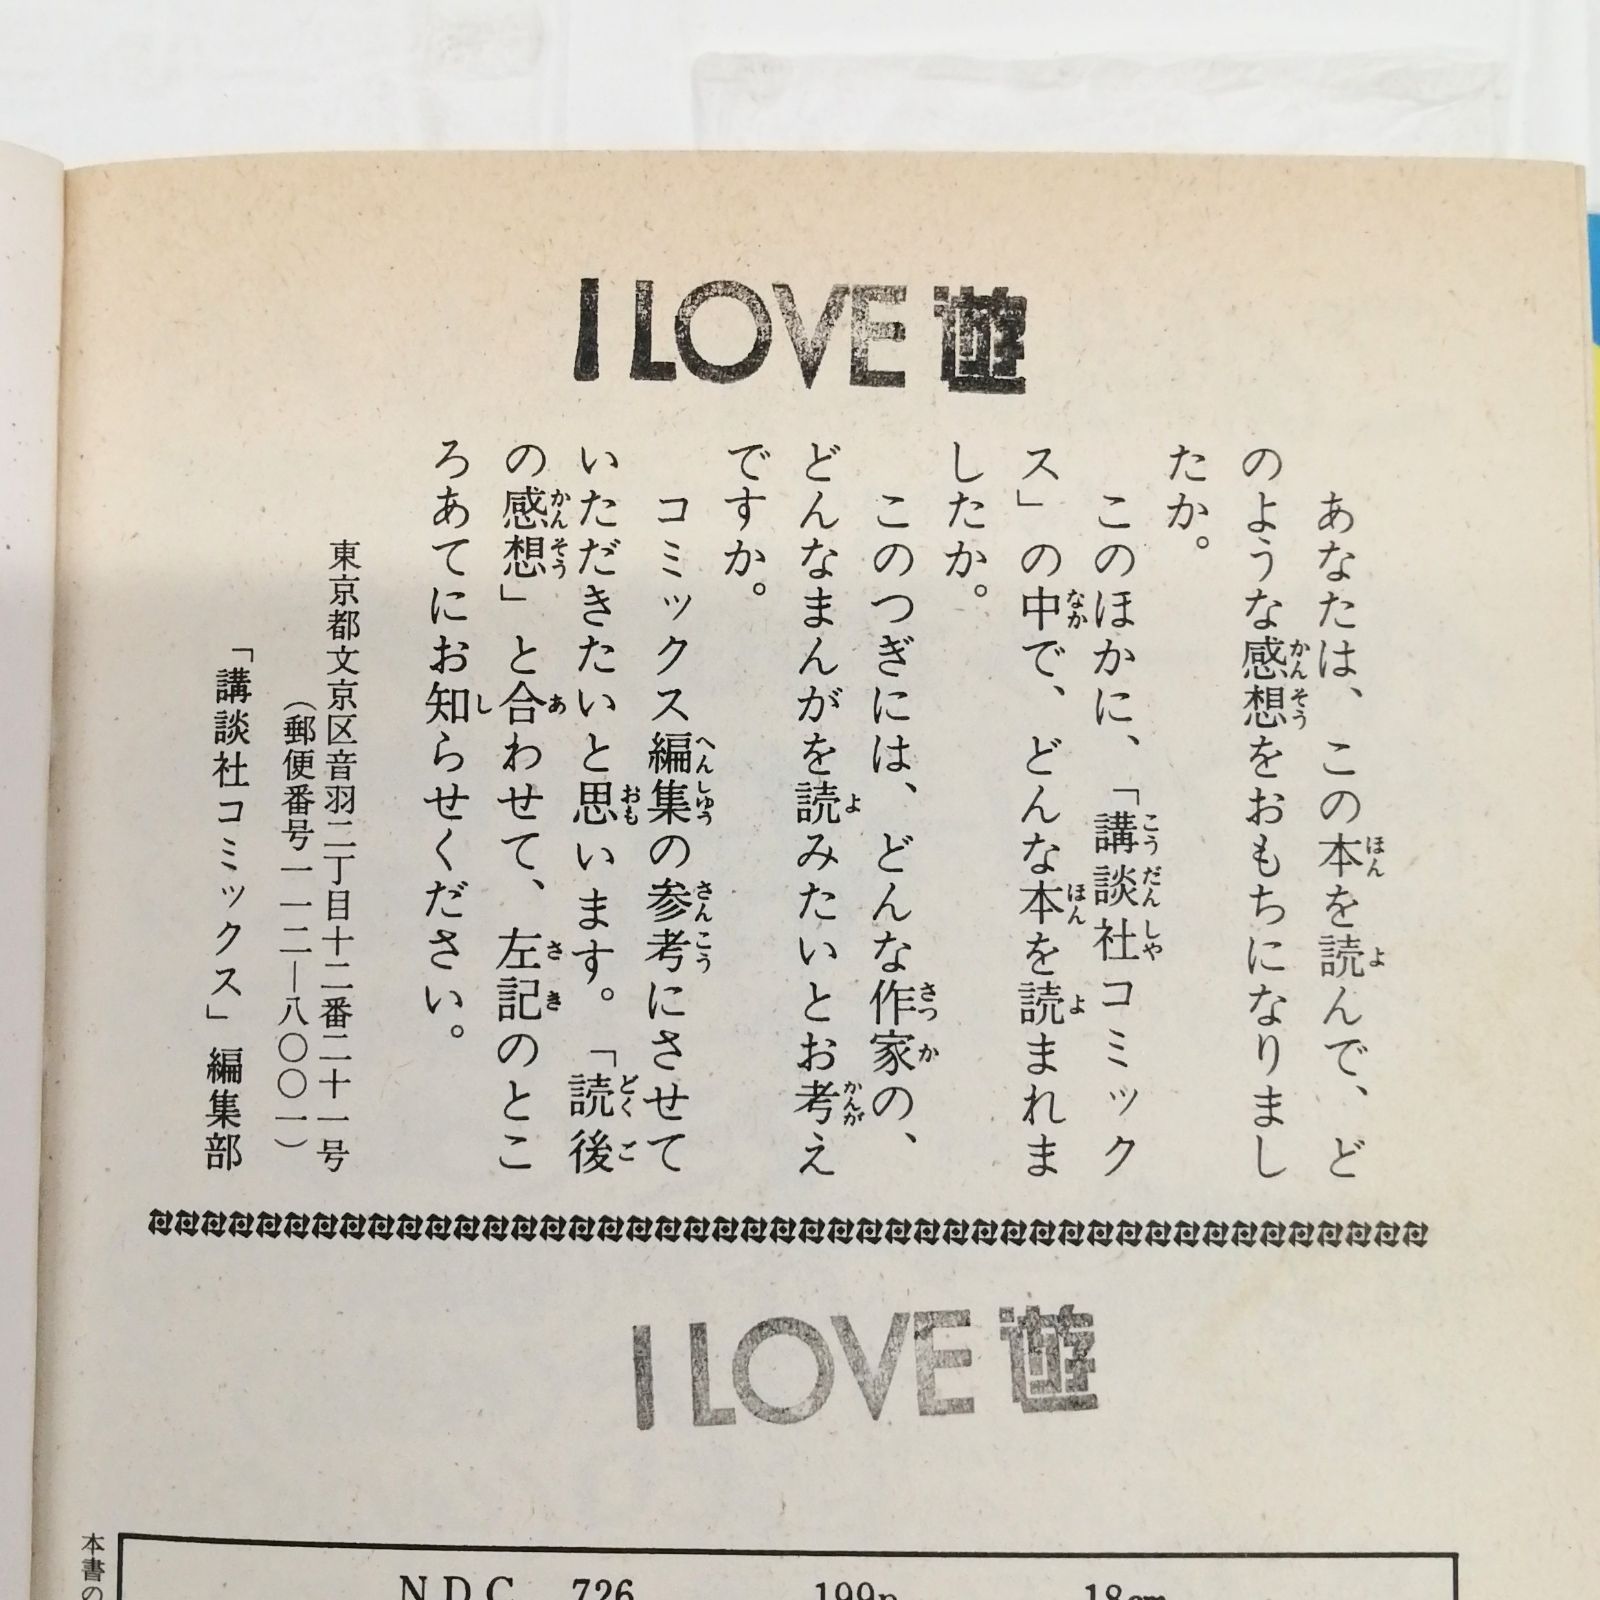 I LOVE 遊
あなたは、この本を読んで、ど
のような感想をおもちになりまし
たか。
このほかに、「講談社コミック
ス」の中で、どんな本を読まれま
したか。
このつぎには、どんな作家の、
どんなまんがを読みたいとお考え
ですか。
コミックス編集の参考にさせて
いただきたいと思います。「読後
の感想」と合わせて、左記のとこ
ろあてにお知らせください。
東京都文京区音羽二丁目十二番二十一号
（郵便番号一一二―八〇〇一）
「講談社コミックス」編集部
I LOVE 遊
本書の
NDC 726 199p 18cm